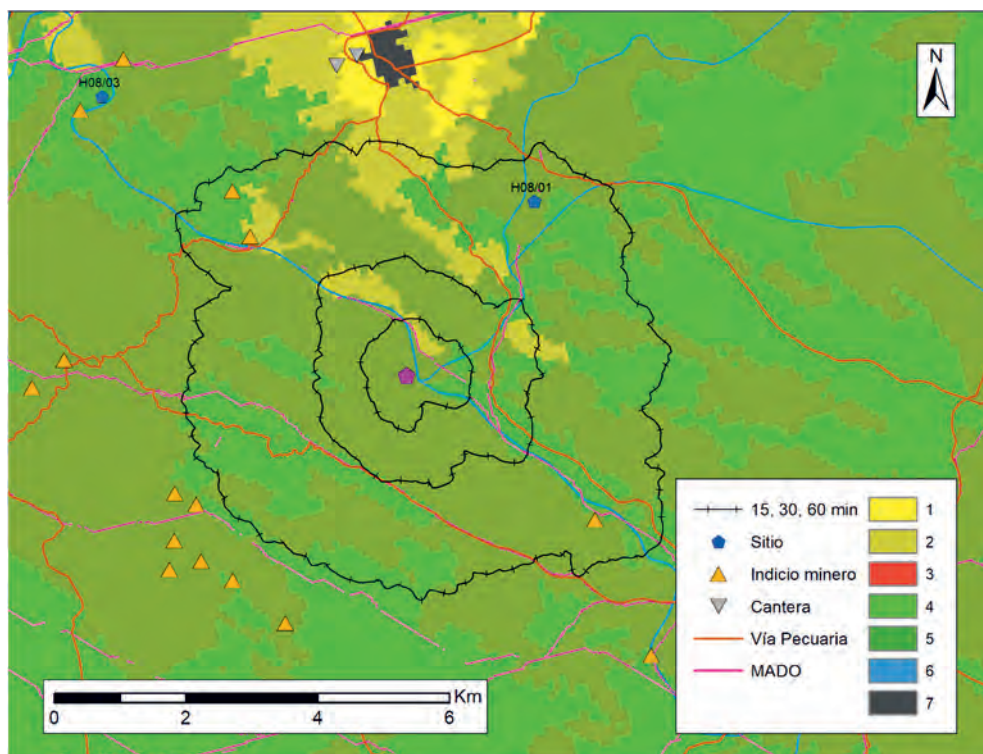 N
H08/03
H08/01
15, 30, 60 min
Sitio
Indicio minero
Cantera
Vía Pecuaria
MADO
1
2
3
4
5
6
7
Km
0 2 4 6